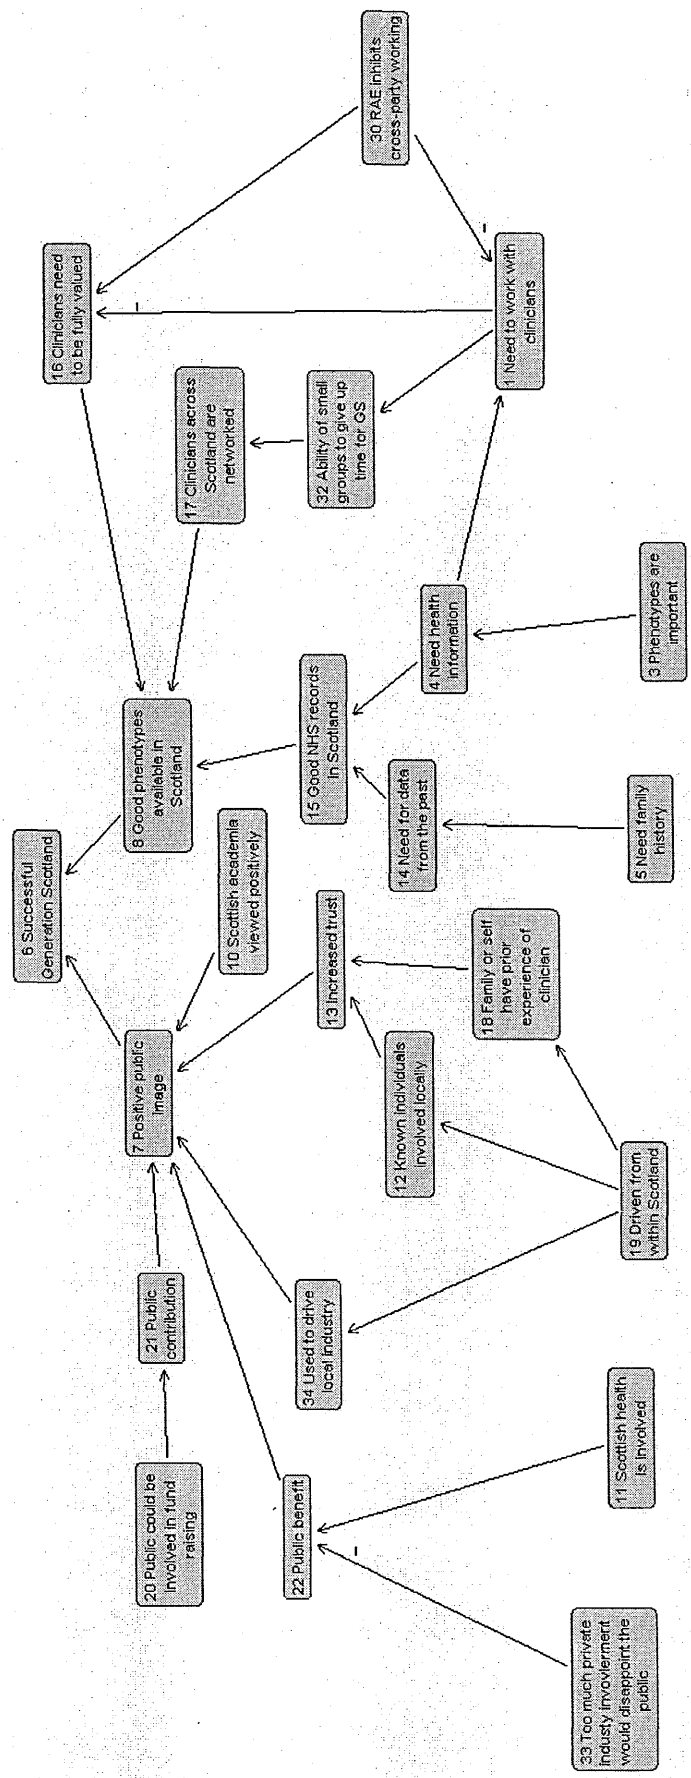 6 Successful
Generation Scotland
16 Clinicians need
to be fully valued
20 Public could be
involved in fund
raising
21 Public
contribution
7 Positive public
image
8 Good phenotypes
available in
Scotland
17 Clinicians across
Scotland are
networked
-
10 Scottish academia
viewed positively
22 Public benefit
34 Used to drive
local industry
13 Increased trust
15 Good NHS records
in Scotland
32 Ability of small
groups to give up
time for GS
30 RAE inhibits
cross-party working
-
12 Known individuals
involved locally
14 Need for data
from the past
4 Need health
information
18 Family or self
have prior
experience of
clinician
-
1 Need to work with
clinicians
33 Too much private
industy involverment
would disappoint the
public
11 Scottish health
is involved
19 Driven from
within Scotland
5 Need family
history
3 Phenotypes are
important